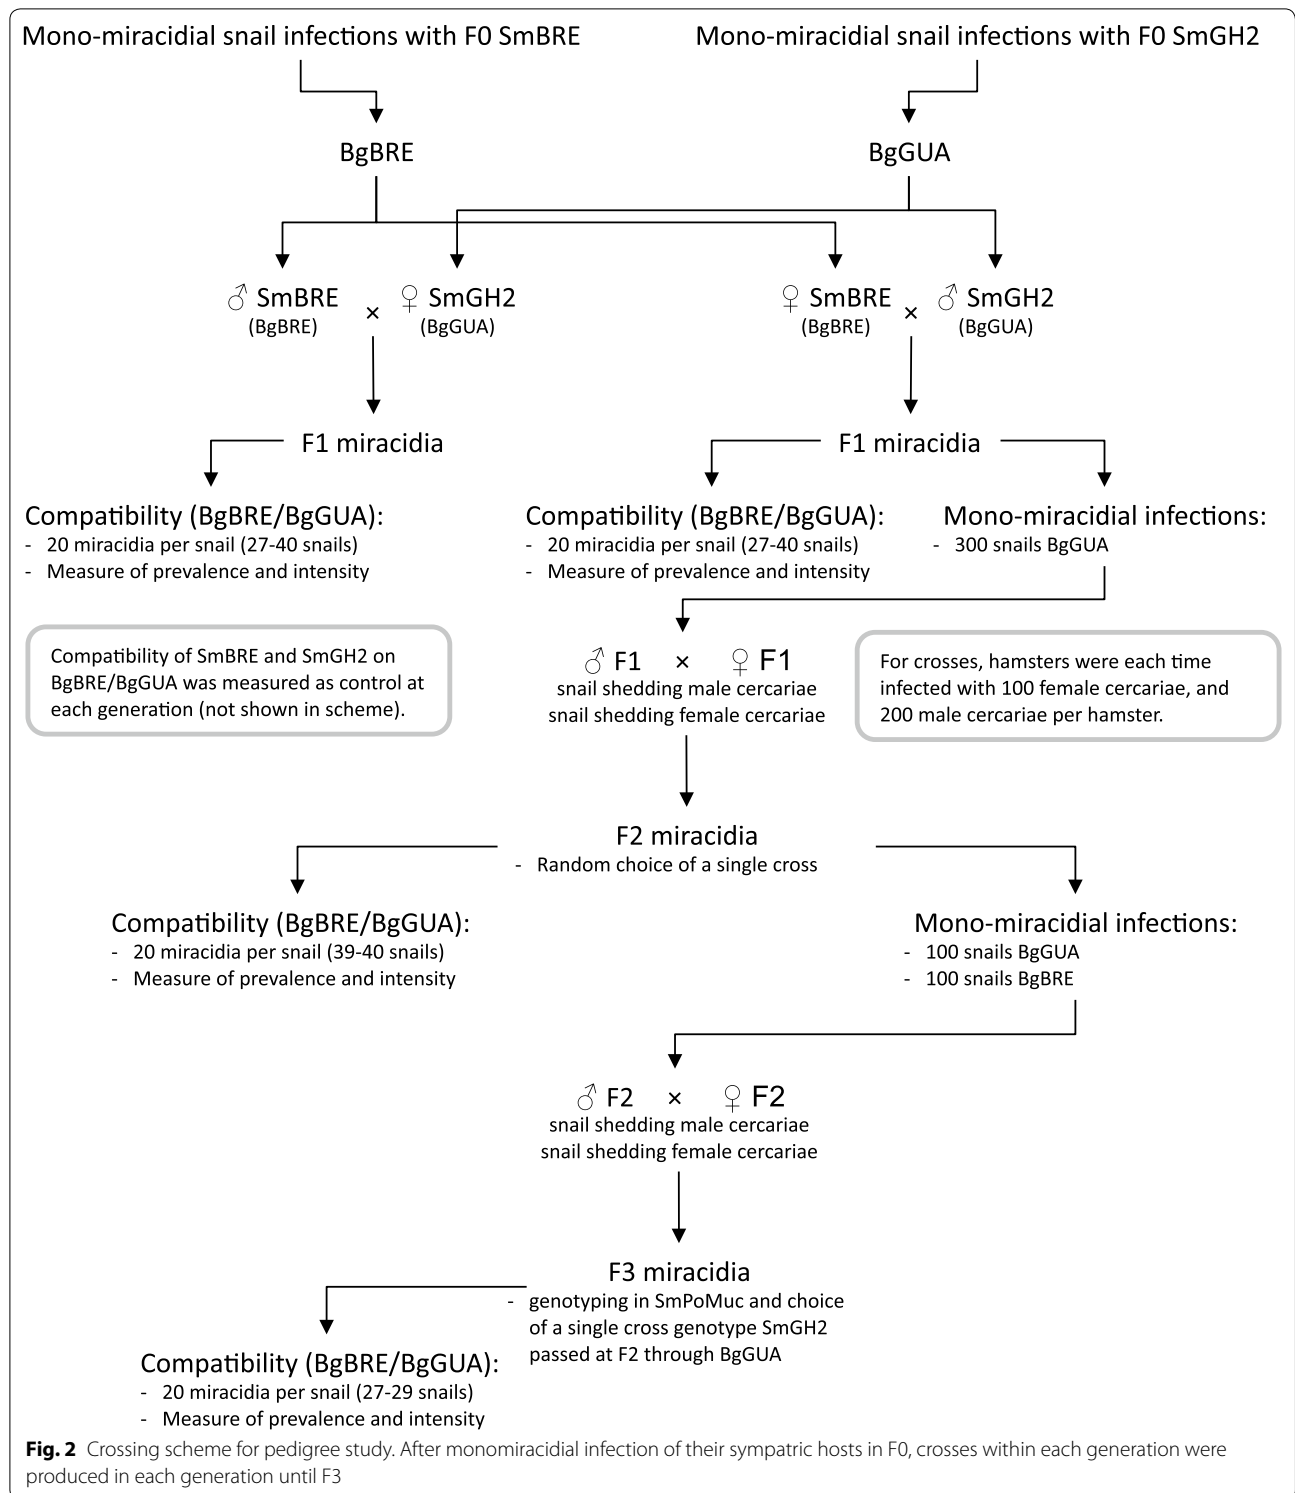 Mono-miracidial snail infections with F0 SmBRE
Mono-miracidial snail infections with F0 SmGH2
BgBRE
BgGUA
♂ SmBRE
(BgBRE)
×
♀ SmGH2
(BgGUA)
♀ SmBRE
(BgBRE)
×
♂ SmGH2
(BgGUA)
F1 miracidia
F1 miracidia
Compatibility (BgBRE/BgGUA):
- 20 miracidia per snail (27-40 snails)
- Measure of prevalence and intensity
Compatibility (BgBRE/BgGUA):
- 20 miracidia per snail (27-40 snails)
- Measure of prevalence and intensity
Mono-miracidial infections:
- 300 snails BgGUA
Compatibility of SmBRE and SmGH2 on
BgBRE/BgGUA was measured as control at
each generation (not shown in scheme).
♂ F1 × ♀ F1
snail shedding male cercariae
snail shedding female cercariae
For crosses, hamsters were each time
infected with 100 female cercariae, and
200 male cercariae per hamster.
F2 miracidia
- Random choice of a single cross
Compatibility (BgBRE/BgGUA):
- 20 miracidia per snail (39-40 snails)
- Measure of prevalence and intensity
Mono-miracidial infections:
- 100 snails BgGUA
- 100 snails BgBRE
♂ F2 × ♀ F2
snail shedding male cercariae
snail shedding female cercariae
F3 miracidia
- genotyping in SmPoMuc and choice
of a single cross genotype SmGH2
passed at F2 through BgGUA
Compatibility (BgBRE/BgGUA):
- 20 miracidia per snail (27-29 snails)
- Measure of prevalence and intensity
Fig. 2 Crossing scheme for pedigree study. After monomiracidial infection of their sympatric hosts in F0, crosses within each generation were
produced in each generation until F3